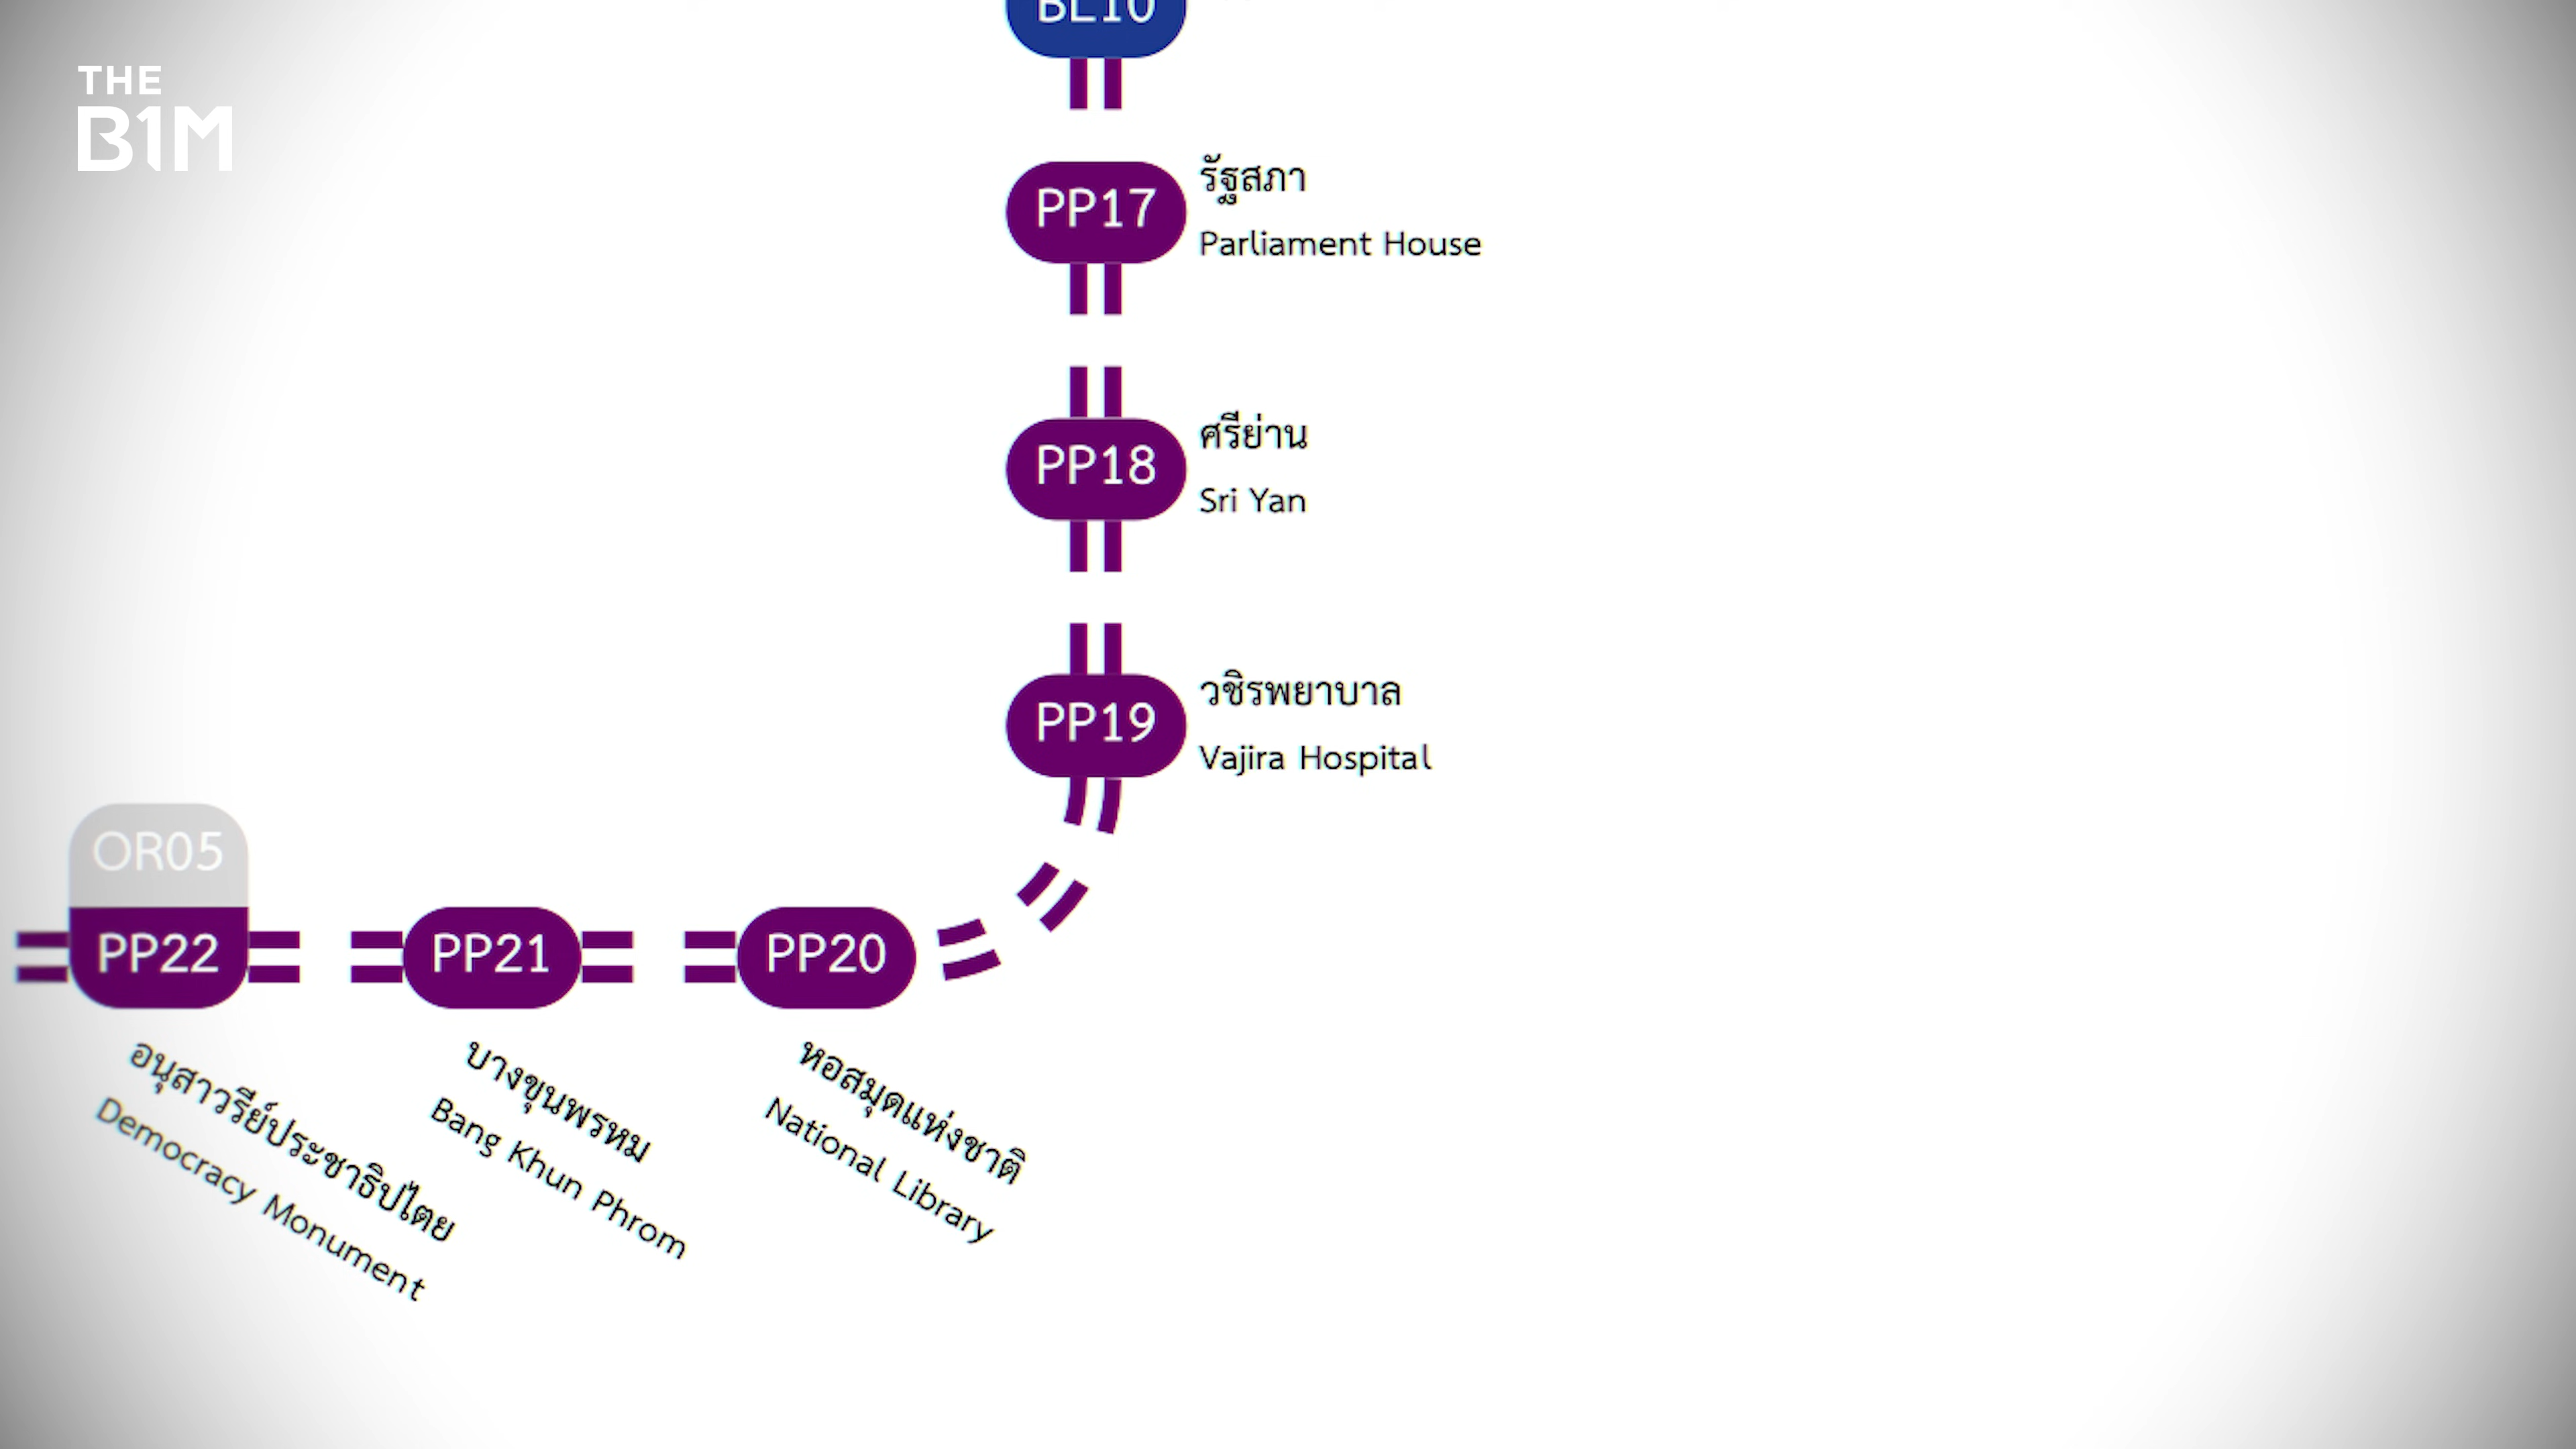 THE
B1M
BL10
PP17
รัฐสภา
Parliament House
PP18
ศรีย่าน
Sri Yan
PP19
วชิรพยาบาล
Vajira Hospital
OR05
PP22
PP21
PP20
อนุสาวรีย์ประชาธิปไตย
Democracy Monument
บางขุนพรหม
Bang Khun Phrom
หอสมุดแห่งชาติ
National Library